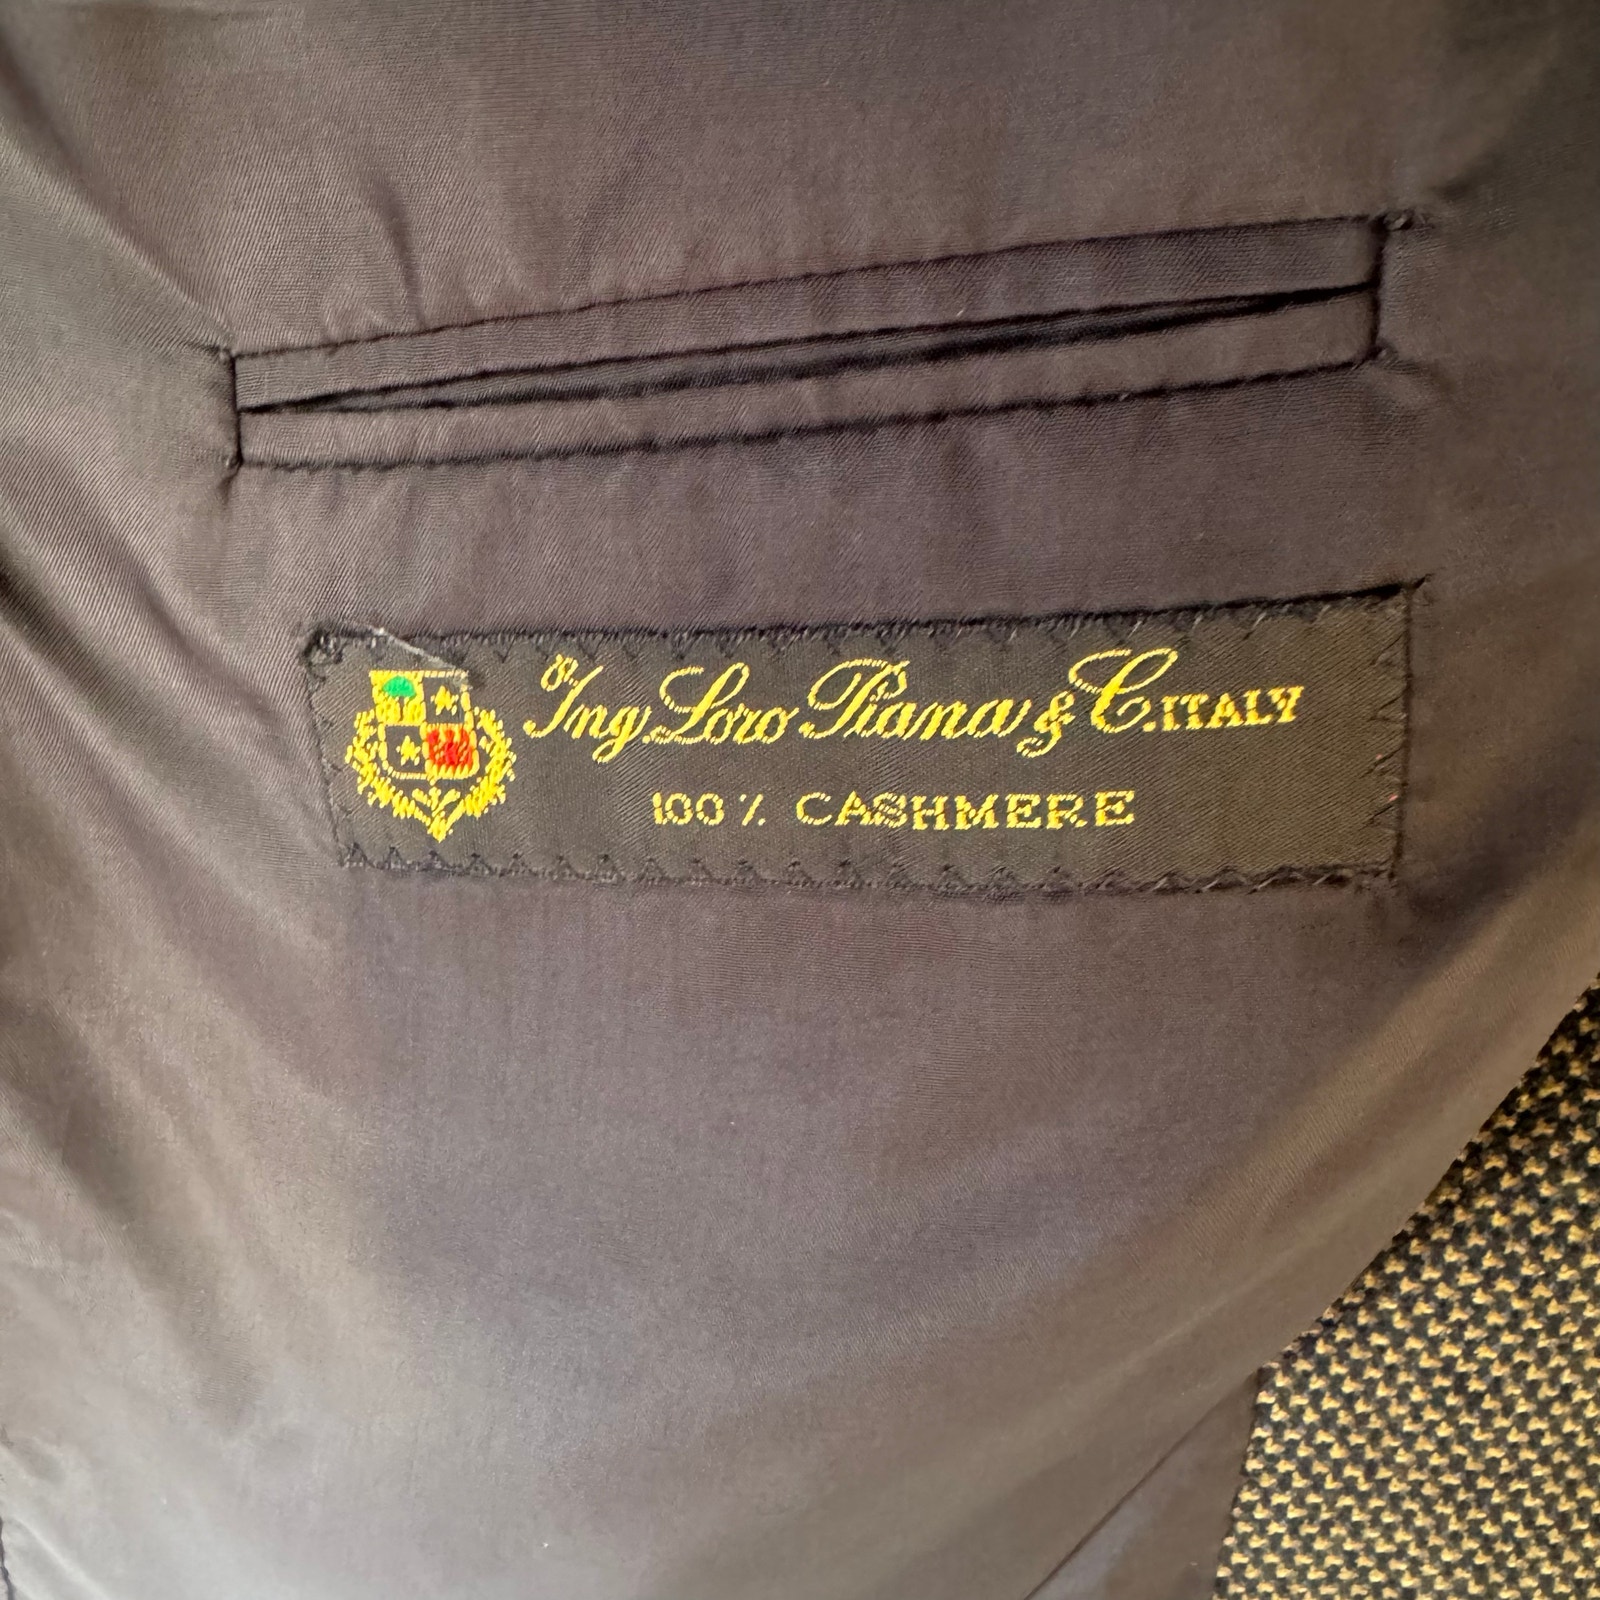 Ing. Loro Piana & C. ITALY
100% CASHMERE